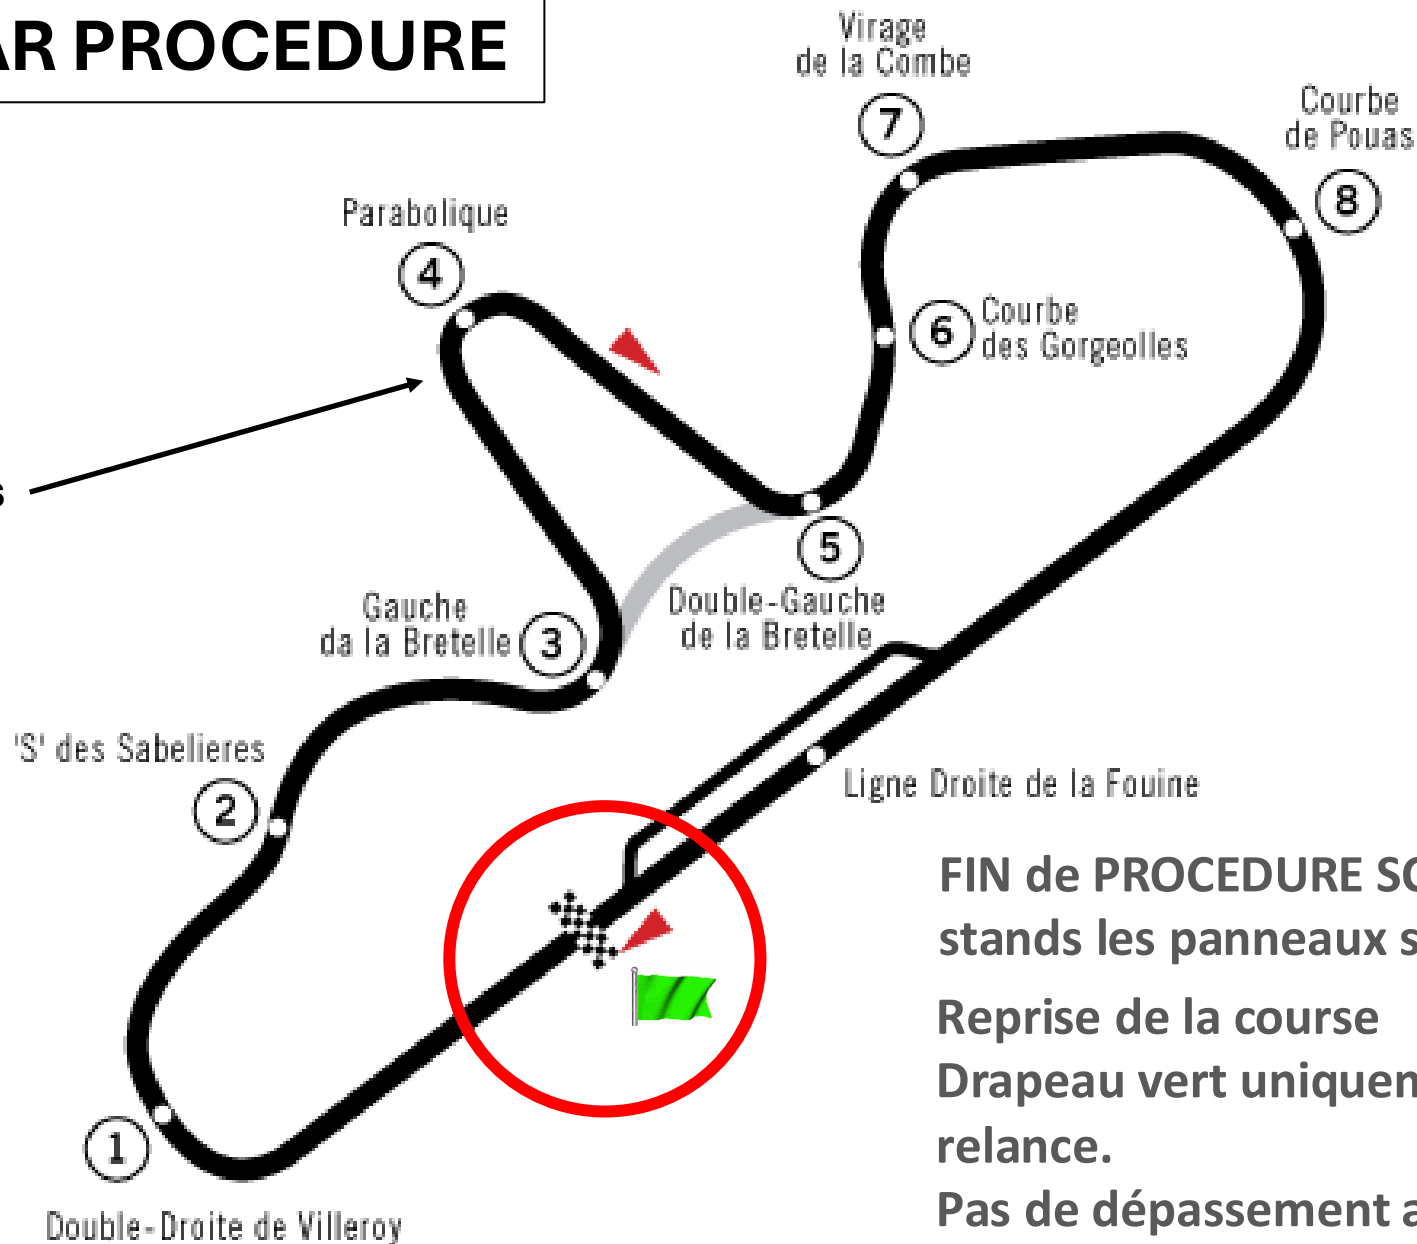 AR PROCEDURE
Virage
de la Combe
7
Courbe
de Pouas
8
Parabolique
4
6
Courbe
des Gorgeolles
s
5
Double-Gauche
de la Bretelle
Gauche
da la Bretelle
3
'S' des Sabelieres
2
Ligne Droite de la Fouine
FIN de PROCEDURE SC
stands les panneaux s
Reprise de la course
Drapeau vert uniquen
relance.
Pas de dépassement a
1
Double-Droite de Villeroy